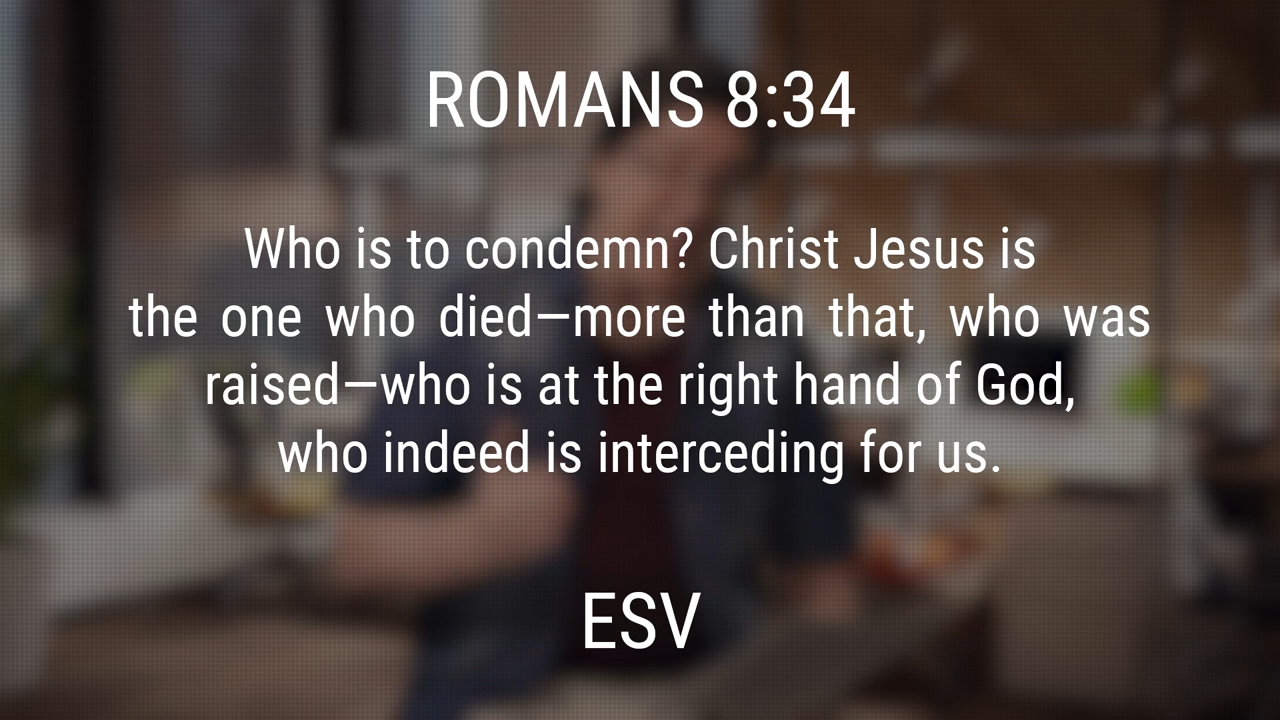 ROMANS 8:34
Who is to condemn? Christ Jesus is
the one who died—more than that, who was
raised—who is at the right hand of God,
who indeed is interceding for us.
ESV